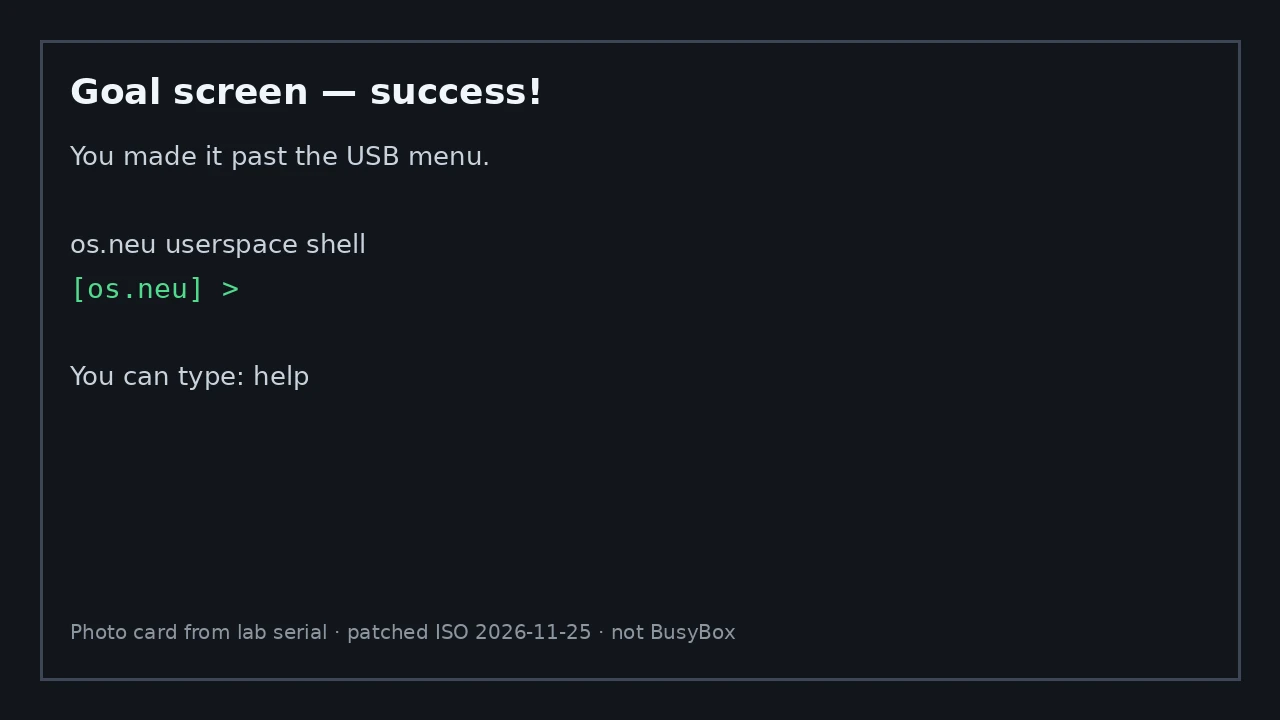 Goal screen — success!
You made it past the USB menu.
os.neu userspace shell
[os.neu] >
You can type: help
Photo card from lab serial · patched ISO 2026-11-25 · not BusyBox